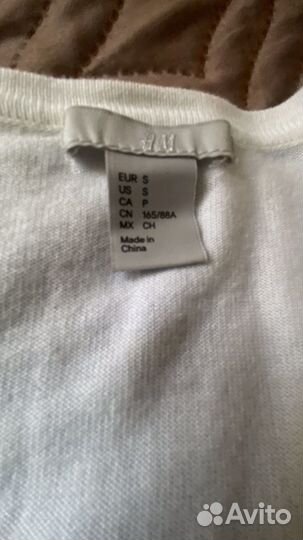 H&M
EUR S
US S
CA P
CN 165/88A
MX CH
Made in
China
Avito